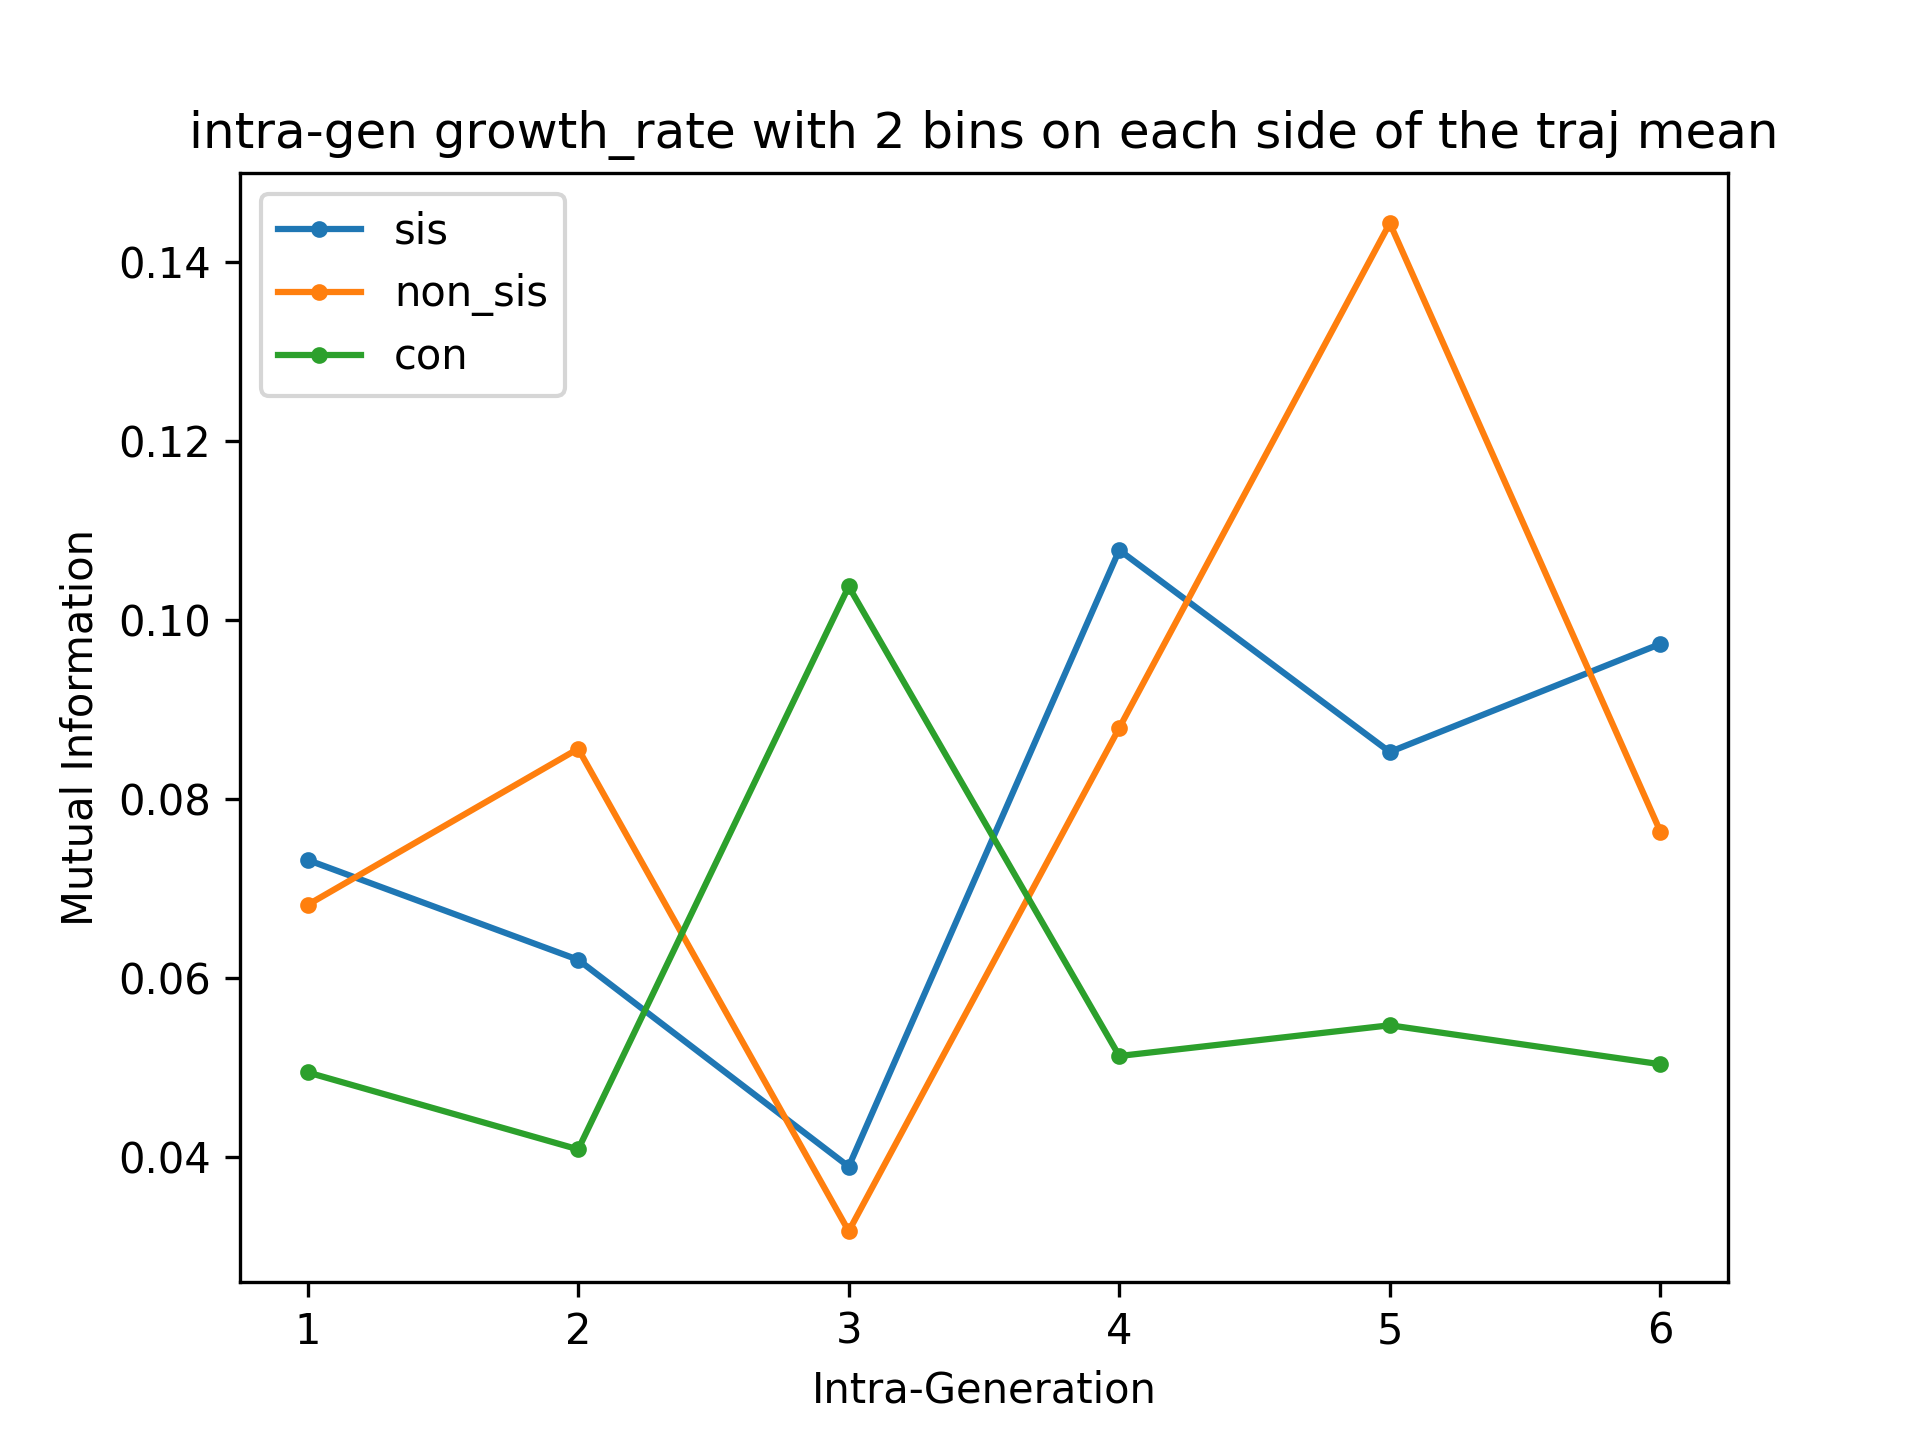 intra-gen growth_rate with 2 bins on each side of the traj mean
sis
non_sis
con
0.14
0.12
0.10
0.08
0.06
0.04
Mutual Information
1 2 3 4 5 6
Intra-Generation